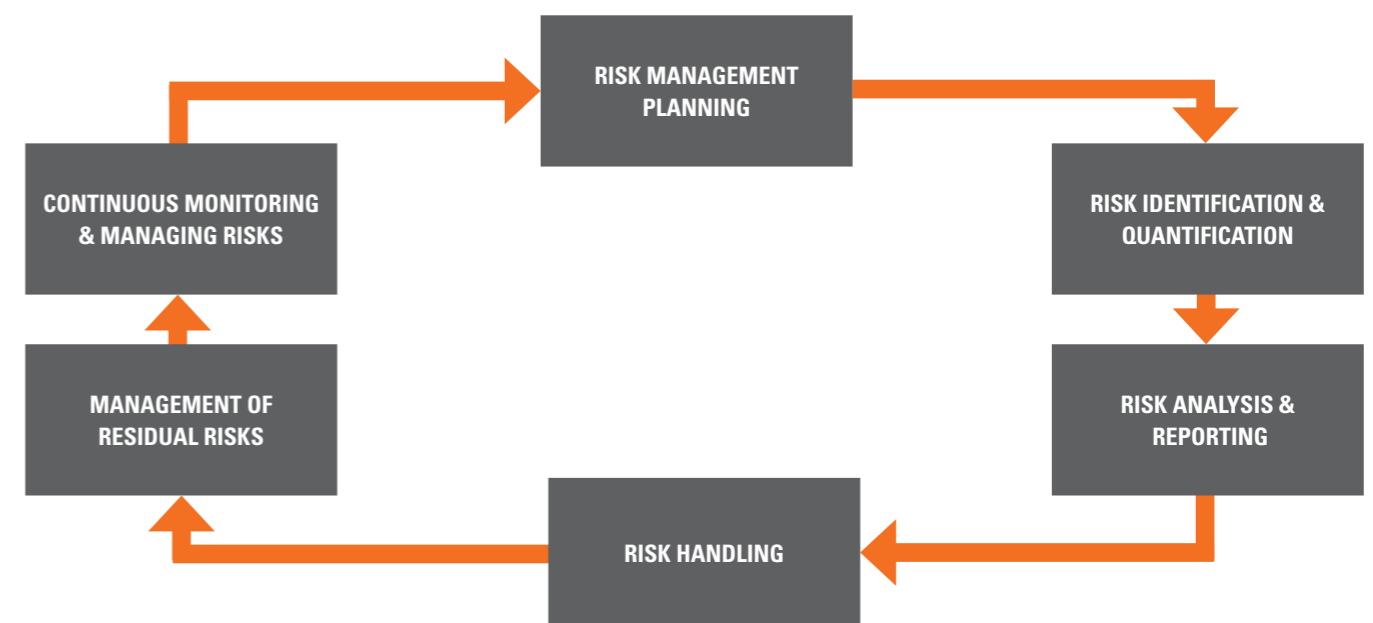 RISK MANAGEMENT
PLANNING
RISK IDENTIFICATION &
QUANTIFICATION
RISK ANALYSIS &
REPORTING
RISK HANDLING
MANAGEMENT OF
RESIDUAL RISKS
CONTINUOUS MONITORING
& MANAGING RISKS